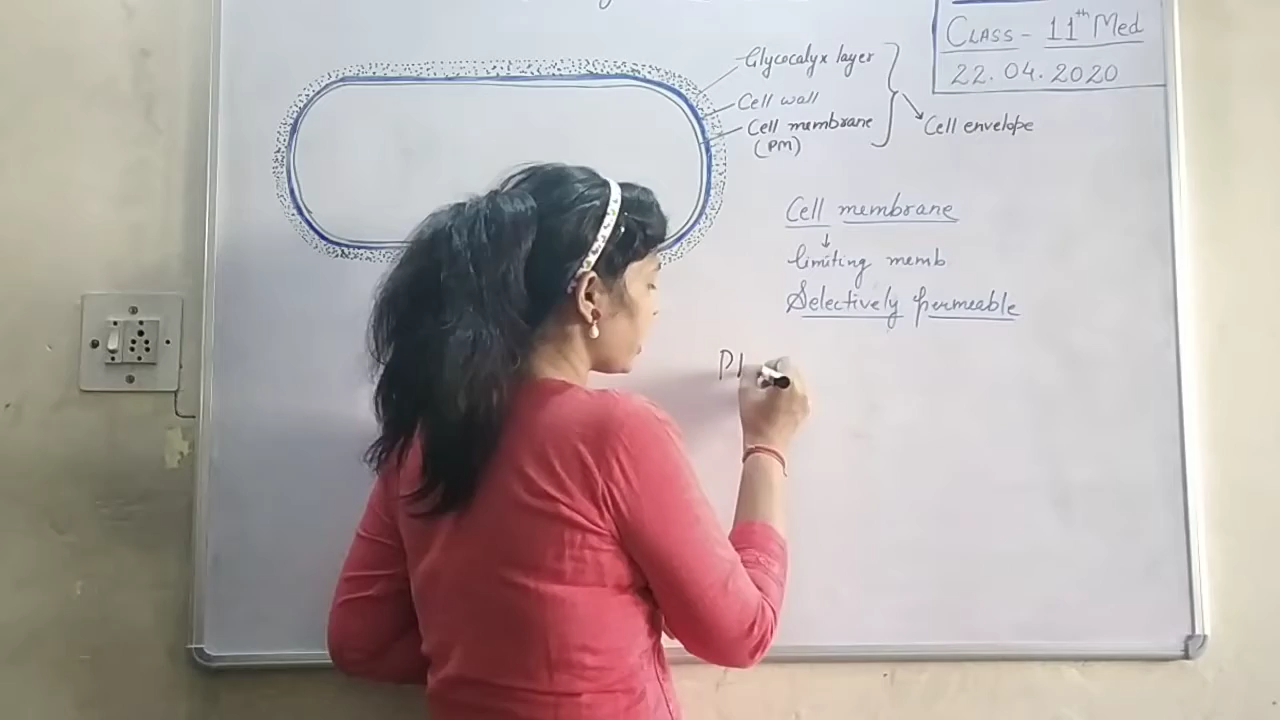 CLASS - 11th Med
22.04.2020
Glycocalyx layer
Cell wall
Cell membrane
(PM)
Cell envelope
Cell membrane
↓
limiting memb
Selectively permeable
Pl